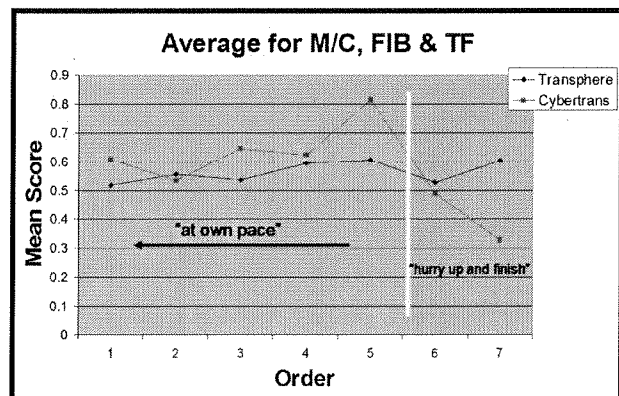 Average for M/C, FIB & TF
Transphere
Cybertrans
Mean Score
0.9
0.8
0.7
0.6
0.5
0.4
0.3
0.2
0.1
0
"at own pace"
"hurry up and finish"
1 2 3 4 5 6 7
Order